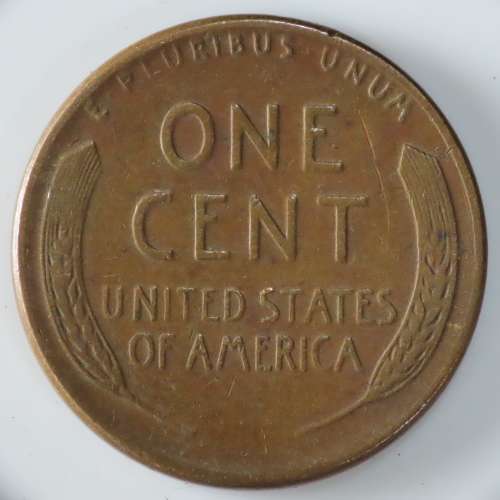 E PLURIBUS UNUM
ONE
CENT
UNITED STATES
OF AMERICA